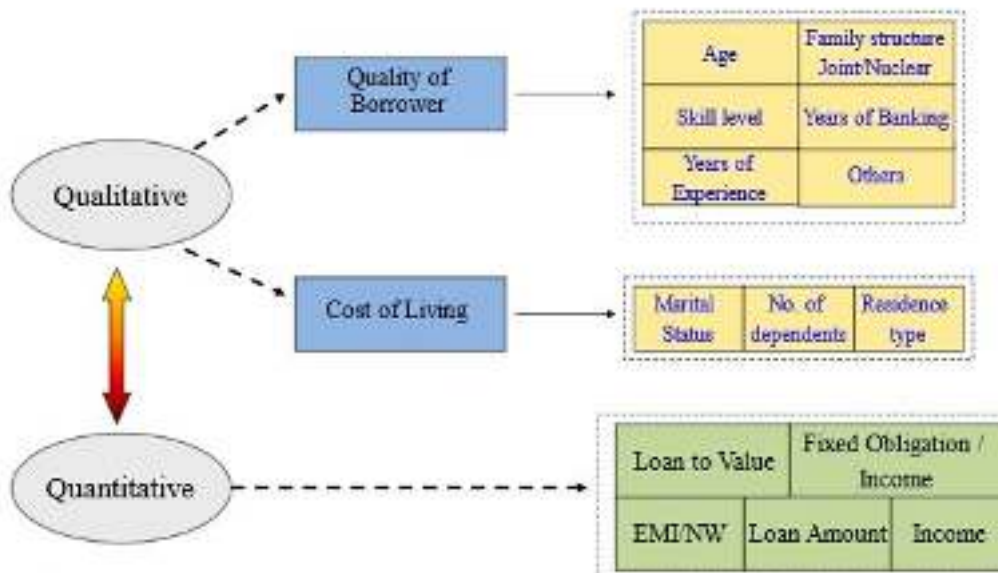 Qualitative
Quality of
Borrower
Age
Family structure
Joint/Nuclear
Skill level
Years of Banking
Years of
Experience
Others
Cost of Living
Marital
Status
No. of
dependents
Residence
type
Quantitative
Loan to Value
Fixed Obligation /
Income
EMI/NW
Loan Amount
Income